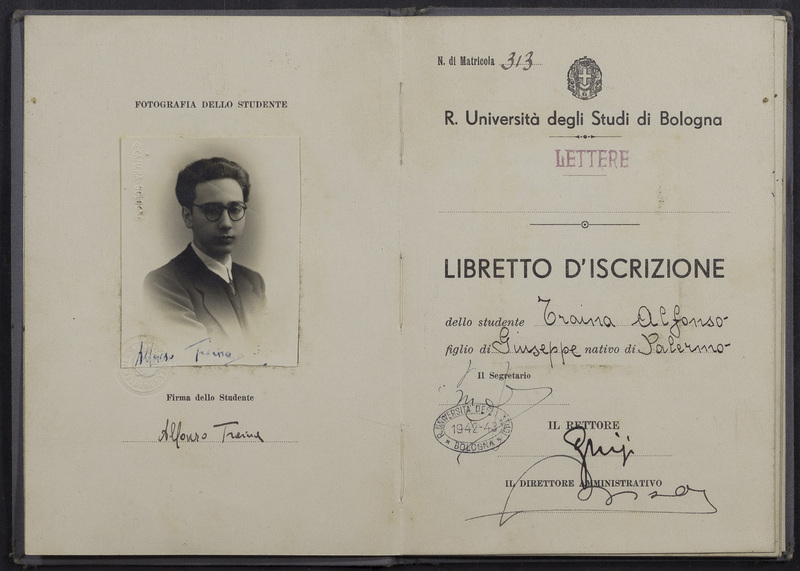 FOTOGRAFIA DELLO STUDENTE
Alfonso Traina
Firma dello Studente
Alfonso Traina
N. di Matricola 313
R. Università degli Studi di Bologna
LETTERE
LIBRETTO D'ISCRIZIONE
dello studente Traina Alfonso
figlio di Giuseppe nativo di Palermo
Il Segretario
R. UNIVERSITÀ DEGLI STUDI
1942-43
BOLOGNA
IL RETTORE
IL DIRETTORE AMMINISTRATIVO